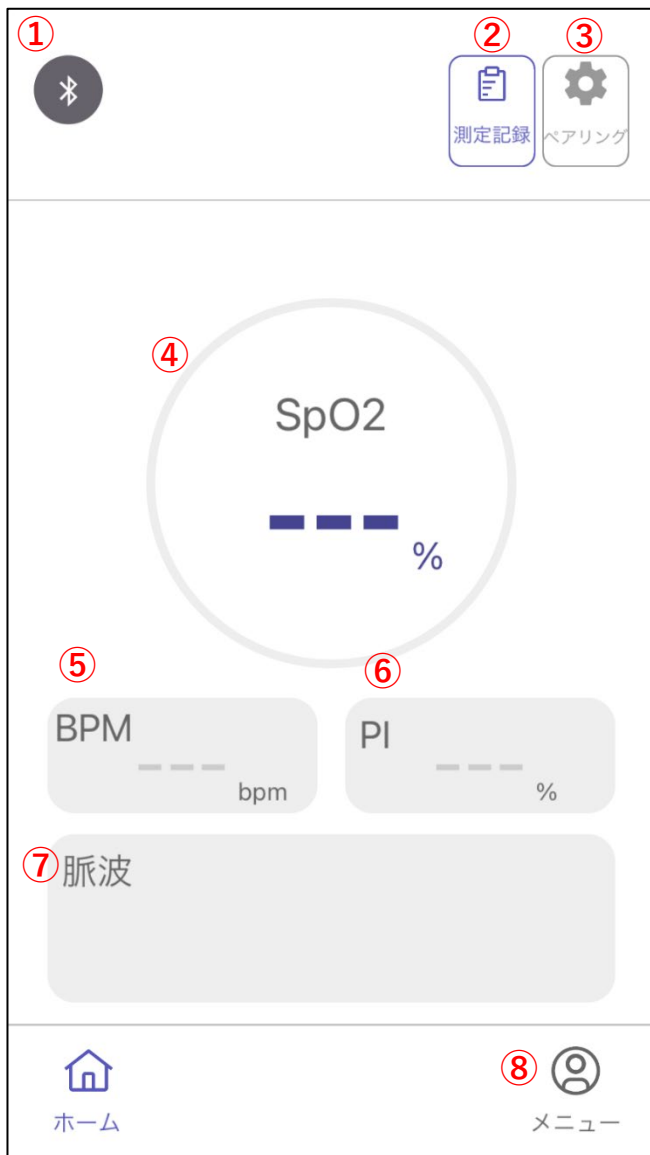 ① ② ③
測定記録 ペアリング
④
SpO2
--- %
⑤ ⑥
BPM PI
--- bpm --- %
⑦ 脈波
⑧
ホーム メニュー